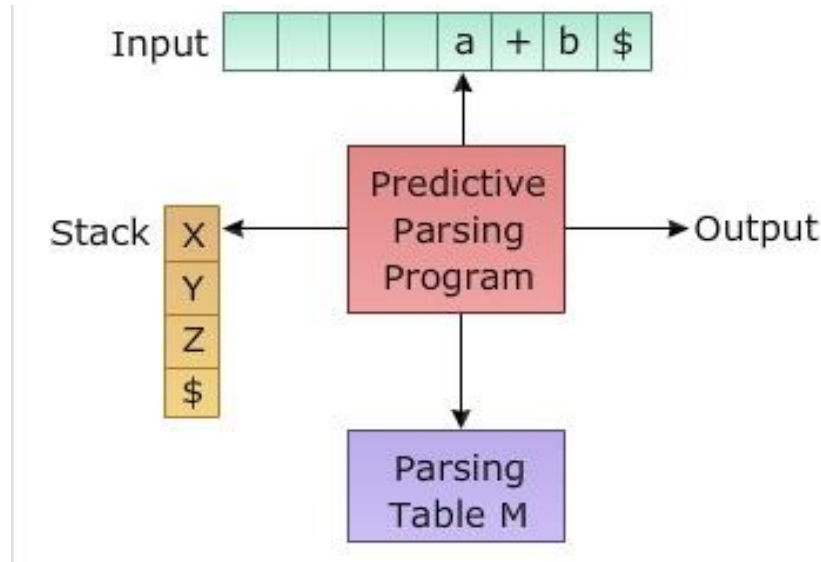 Input a + b $
Predictive
Parsing
Program
Stack X
Y
Z
$
Output
Parsing
Table M